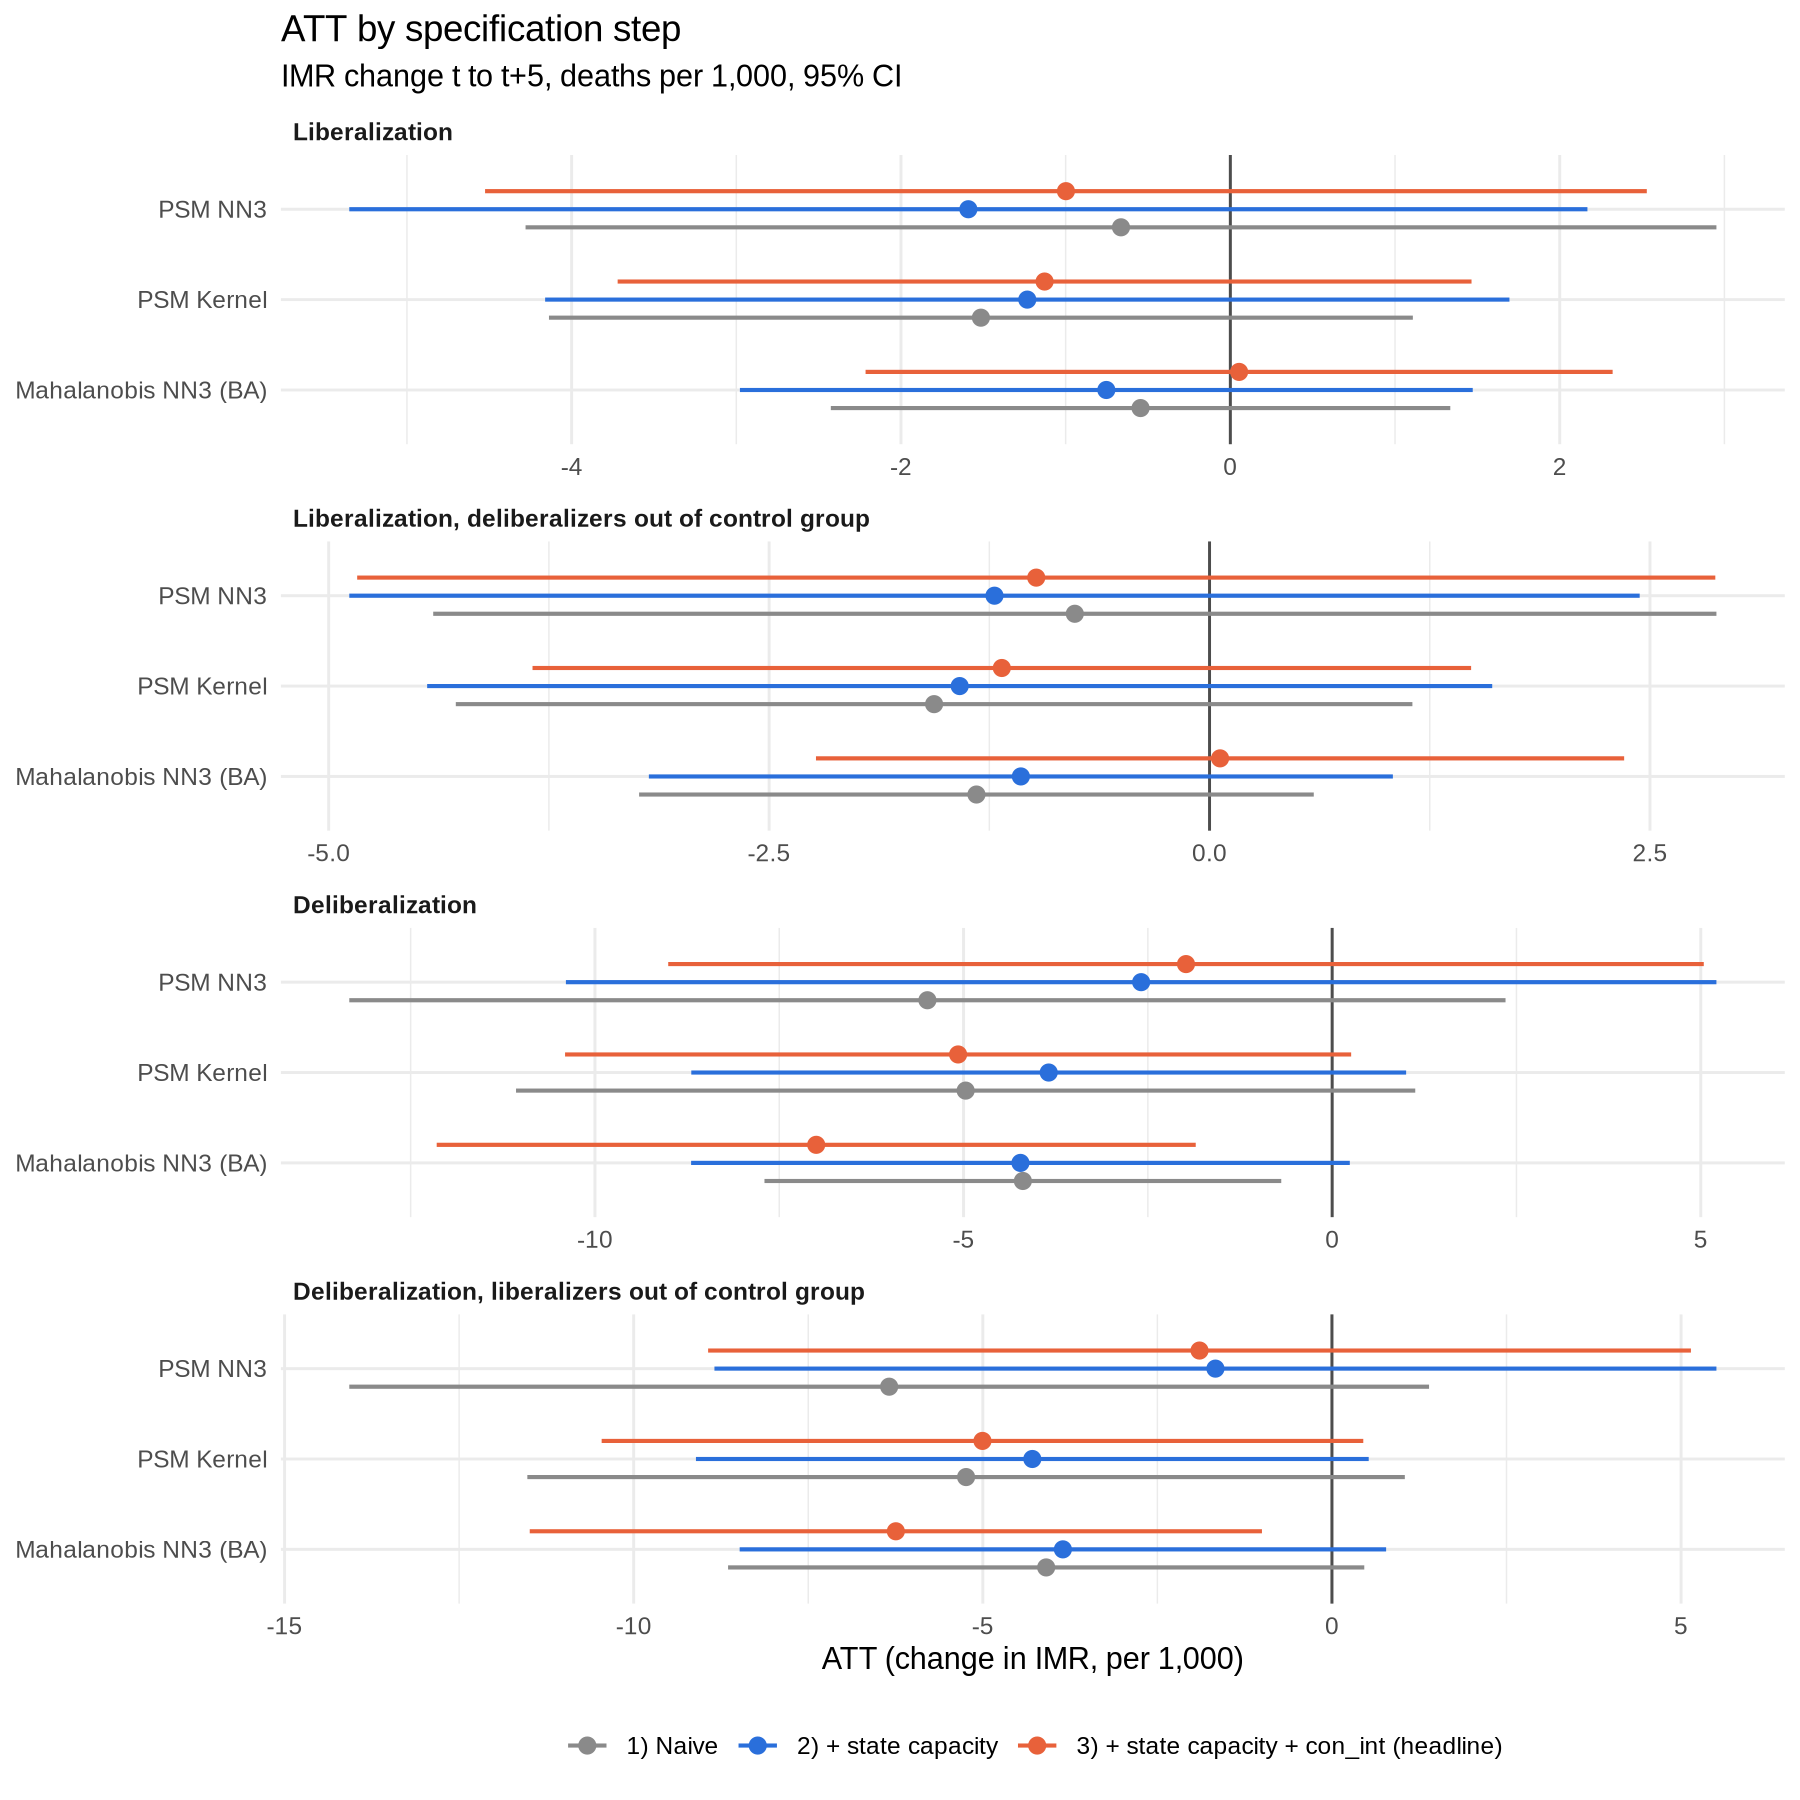 ATT by specification step
IMR change t to t+5, deaths per 1,000, 95% CI
Liberalization
PSM NN3
PSM Kernel
Mahalanobis NN3 (BA)
-4 -2 0 2
Liberalization, deliberalizers out of control group
PSM NN3
PSM Kernel
Mahalanobis NN3 (BA)
-5.0 -2.5 0.0 2.5
Deliberalization
PSM NN3
PSM Kernel
Mahalanobis NN3 (BA)
-10 -5 0 5
Deliberalization, liberalizers out of control group
PSM NN3
PSM Kernel
Mahalanobis NN3 (BA)
-15 -10 -5 0 5
ATT (change in IMR, per 1,000)
1) Naive 2) + state capacity 3) + state capacity + con_int (headline)